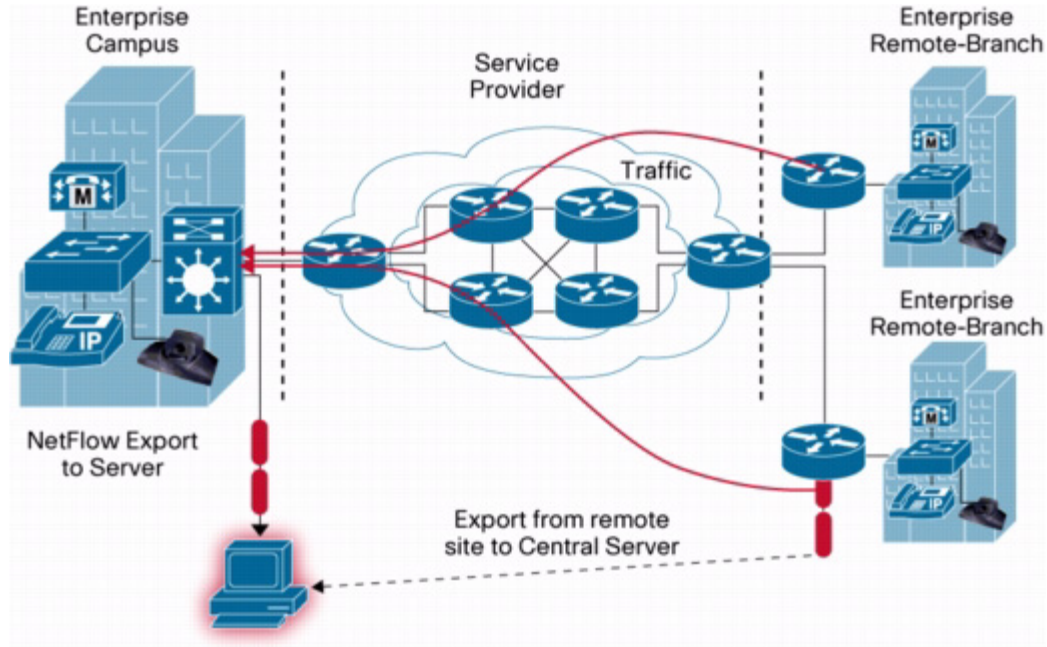 Enterprise
Campus
Service
Provider
Enterprise
Remote-Branch
M
Traffic
M
IP
IP
Enterprise
Remote-Branch
NetFlow Export
to Server
M
IP
Export from remote
site to Central Server